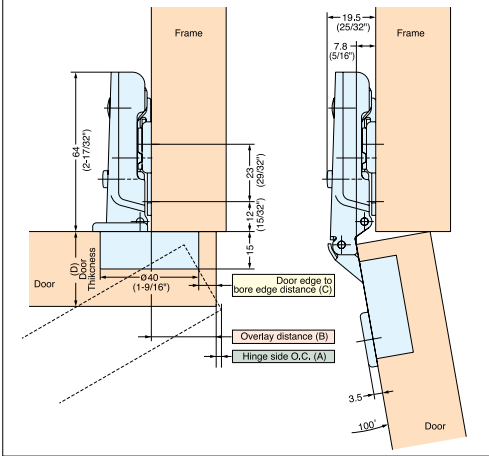 19.5
(25/32")
7.8
(5/16")
Frame
Frame
64
(2-17/32")
23
(29/32")
12
(15/32")
15
(D)
Door
Thikcness
Door
Ø40
(1-9/16")
Door edge to
bore edge distance (C)
Overlay distance (B)
Hinge side O.C. (A)
3.5
100°
Door